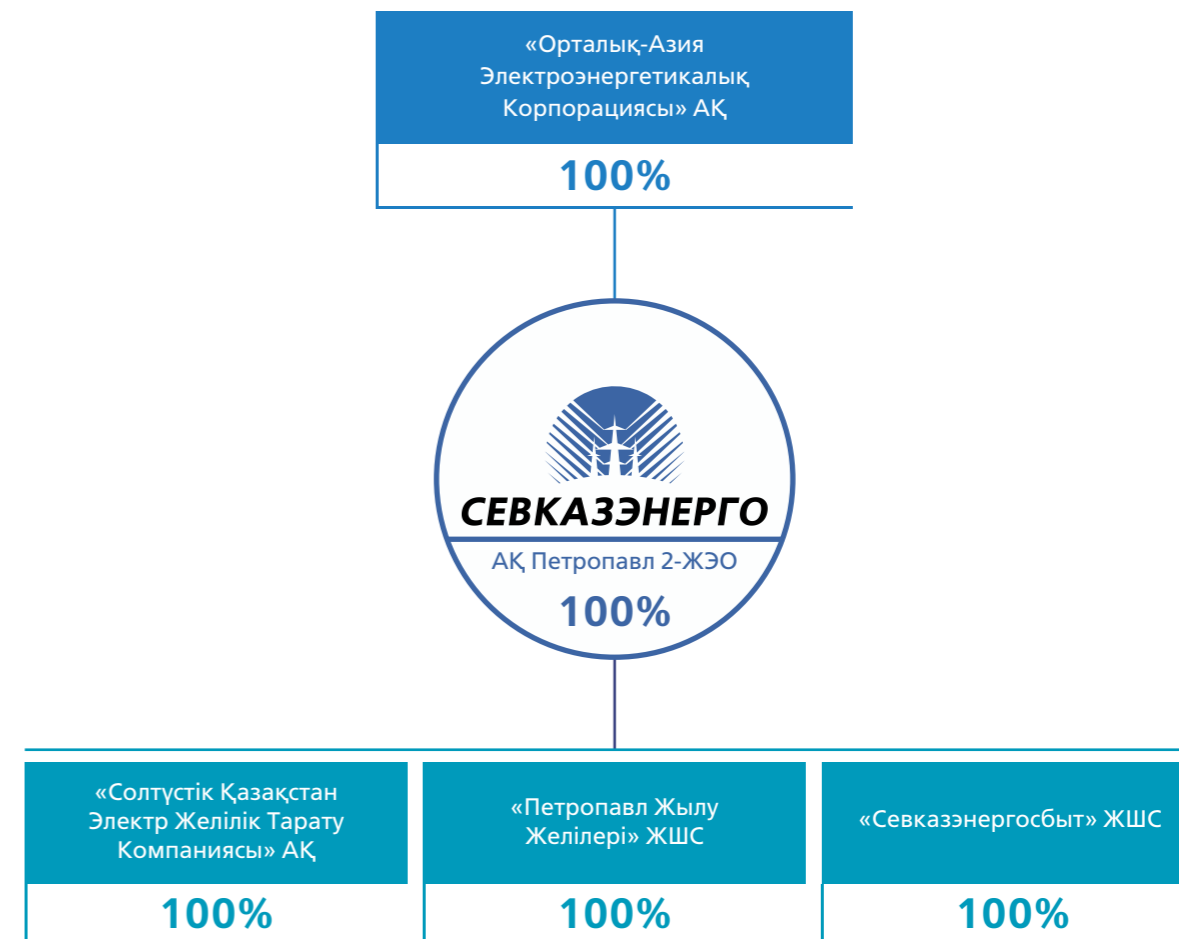 «Орталық-Азия
Электроэнергетикалық
Корпорациясы» АҚ
100%
СЕВКАЗЭНЕРГО
АҚ Петропавл 2-ЖЭО
100%
«Солтүстік Қазақстан
Электр Желілік Тарату
Компаниясы» АҚ
100%
«Петропавл Жылу
Желілері» ЖШС
100%
«Севказэнергосбыт» ЖШС
100%